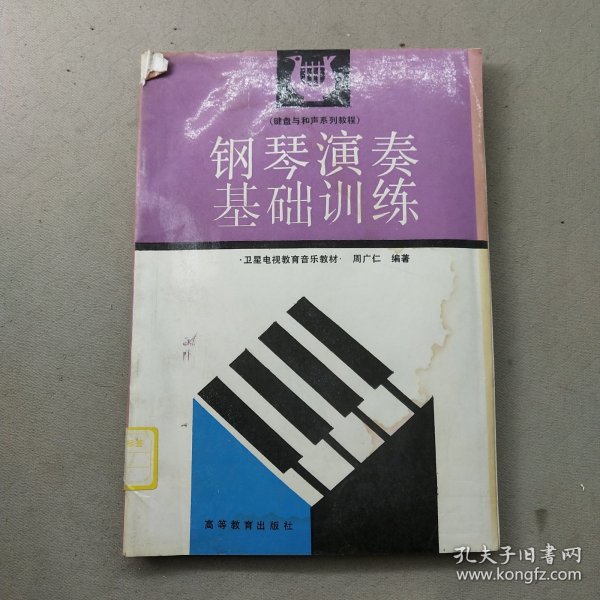 (键盘与和声系列教程)
钢琴演奏
基础训练
·卫星电视教育音乐教材· 周广仁 编著
高等教育出版社
孔夫子旧书网
www.kongfz.com